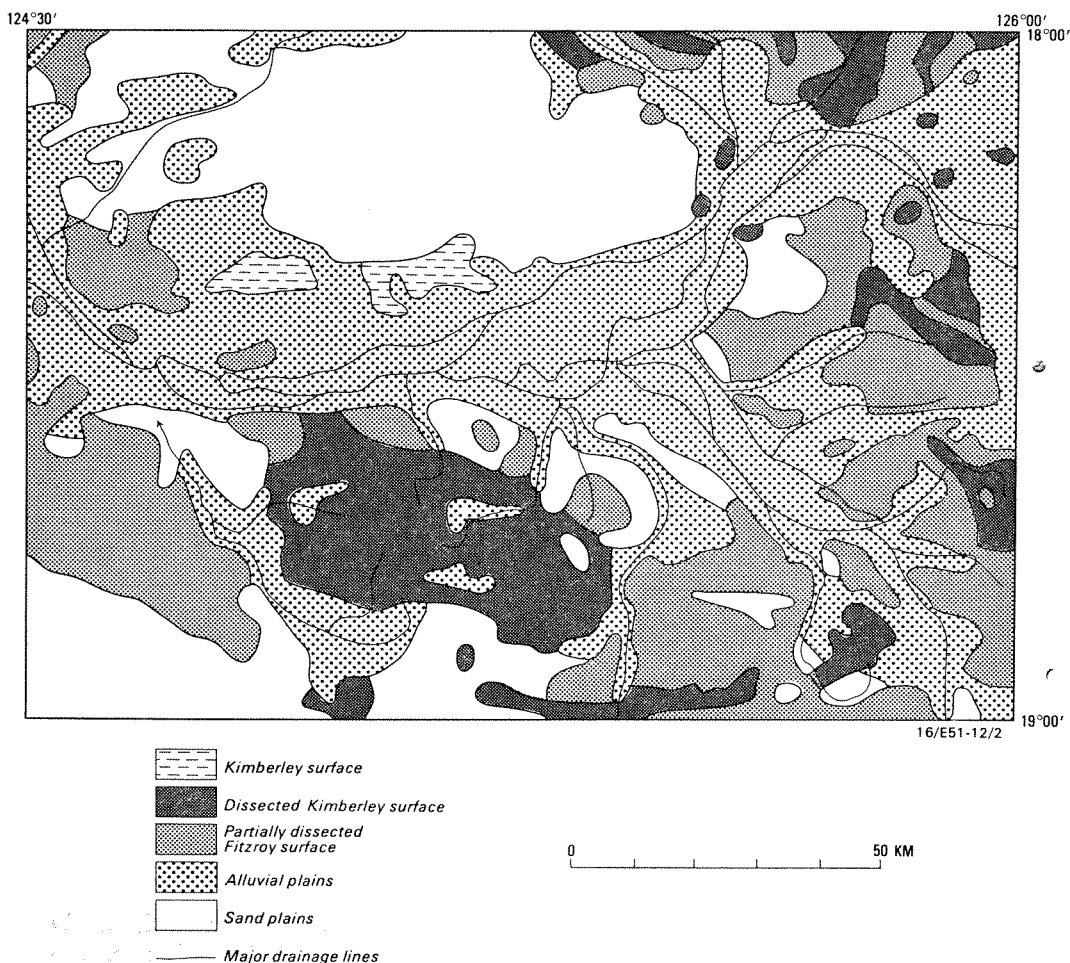 124°30'
126°00'
18°00'
19°00'
16/E51-12/2
Kimberley surface
Dissected Kimberley surface
Partially dissected
Fitzroy surface
Alluvial plains
Sand plains
Major drainage lines
0 50 KM